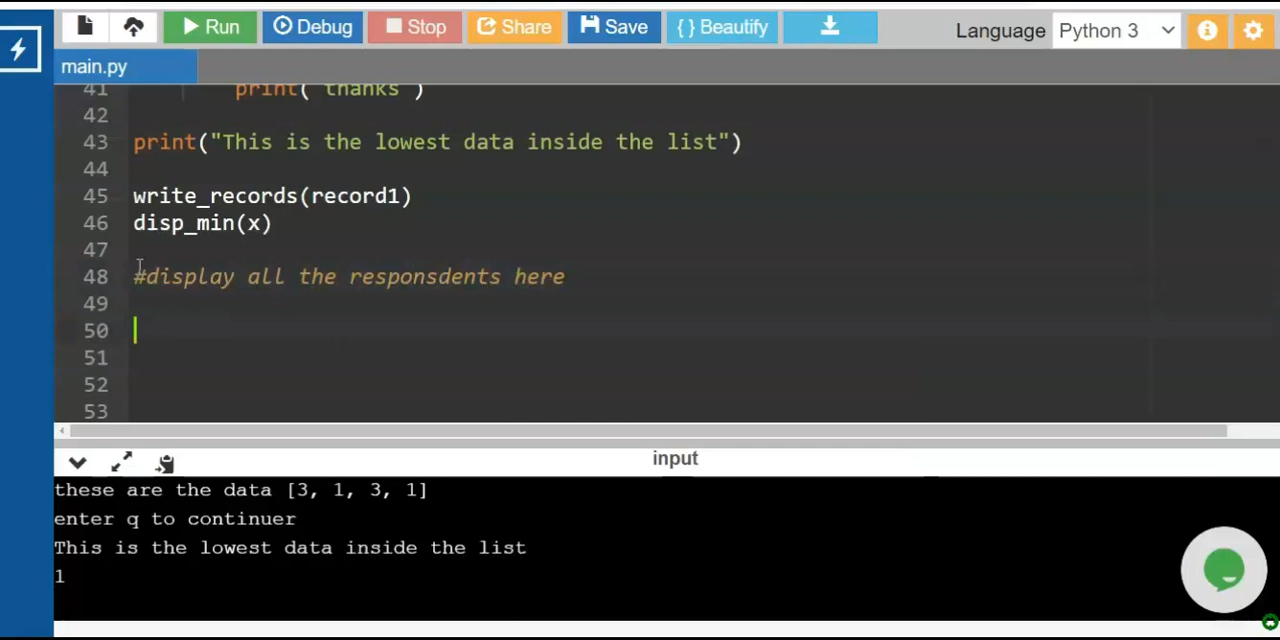 Run Debug Stop Share Save { } Beautify Language Python 3
main.py
41 print( thanks )
42
43 print("This is the lowest data inside the list")
44
45 write_records(record1)
46 disp_min(x)
47
48 #display all the responsdents here
49
50
51
52
53
input
these are the data [3, 1, 3, 1]
enter q to continuer
This is the lowest data inside the list
1